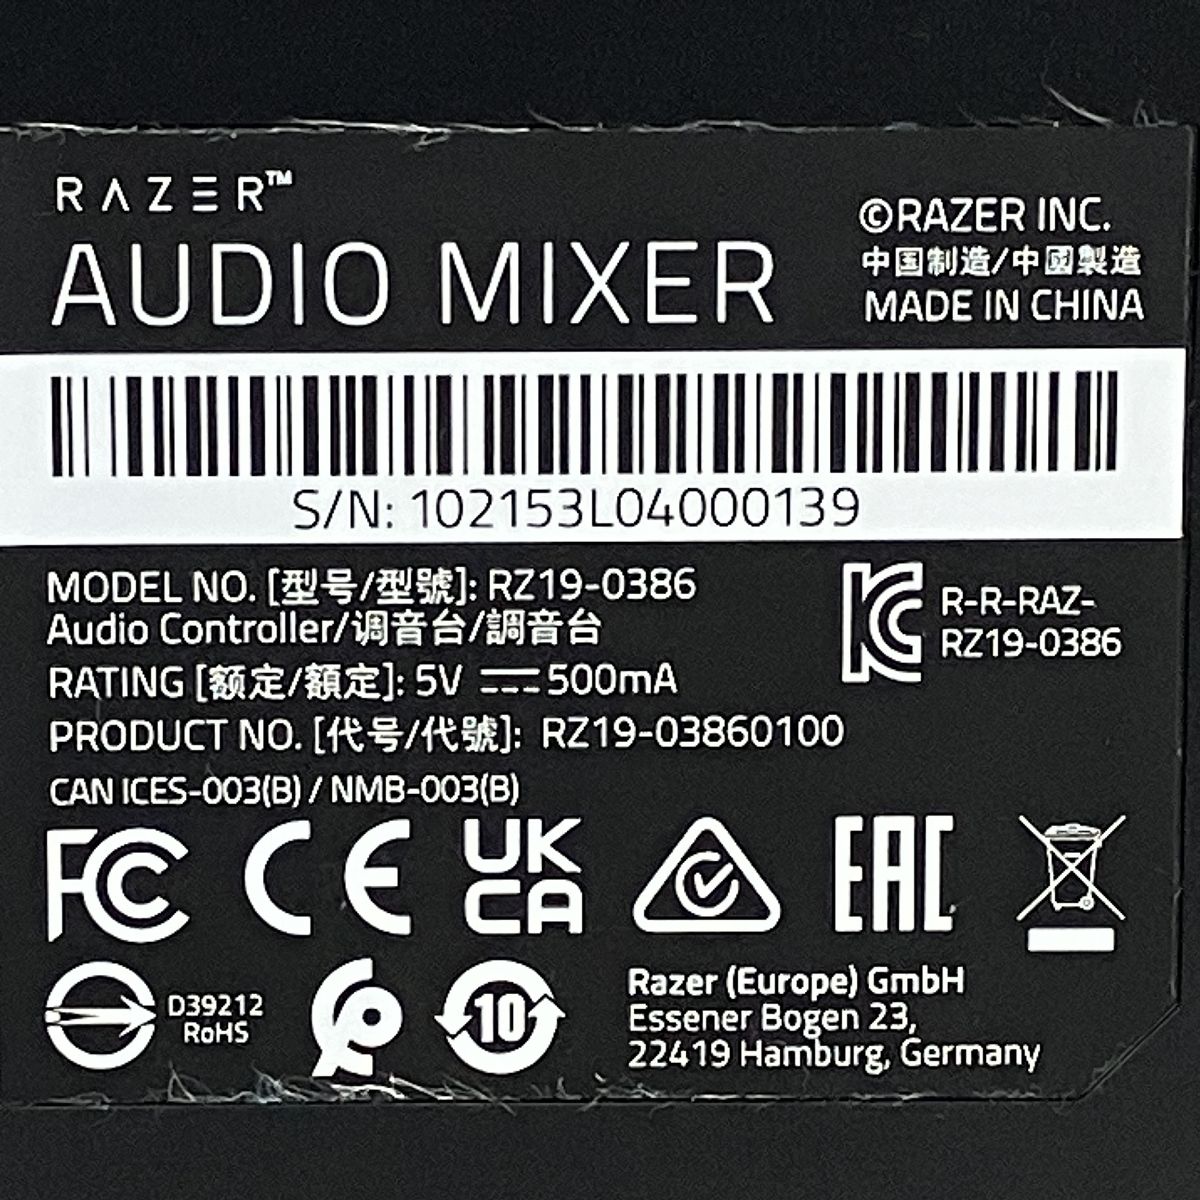 RAZER™
AUDIO MIXER
©RAZER INC.
中国制造/中國製造
MADE IN CHINA
S/N: 102153L04000139
MODEL NO. [型号/型號]: RZ19-0386
Audio Controller/调音台/調音台
RATING [额定/額定]: 5V ⎓ 500mA
PRODUCT NO. [代号/代號]: RZ19-03860100
CAN ICES-003(B) / NMB-003(B)
R-R-RAZ-
RZ19-0386
FC CE UK
CA
EAC
D39212
RoHS
10
Razer (Europe) GmbH
Essener Bogen 23,
22419 Hamburg, Germany